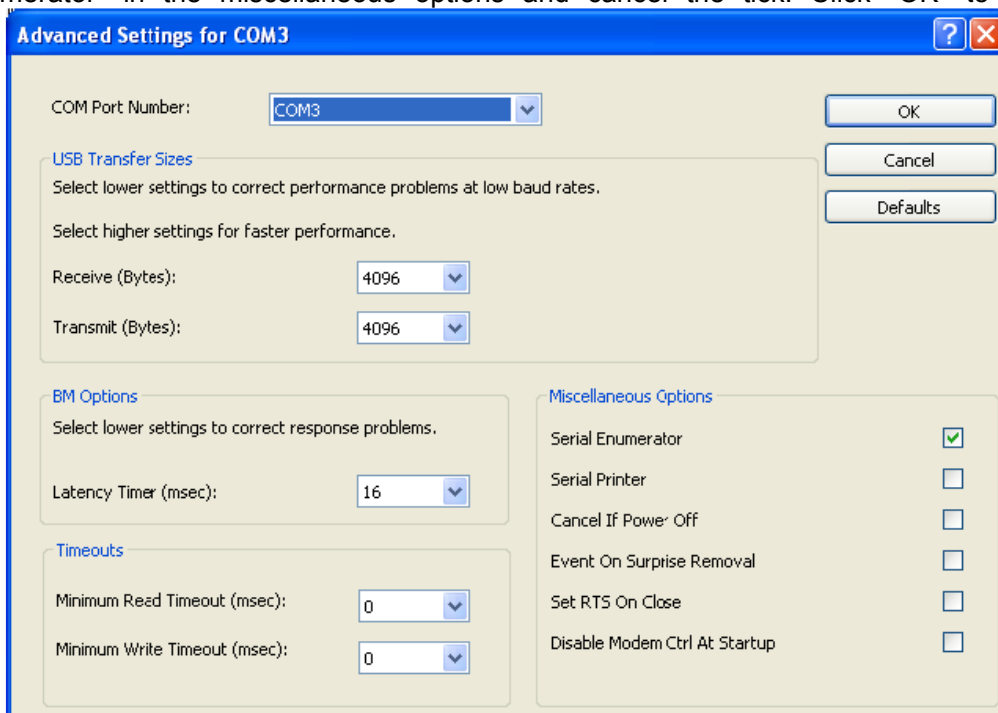 in the miscellaneous options and cancel the tick. Click "OK" to
Advanced Settings for COM3
COM Port Number:
COM3
OK
USB Transfer Sizes
Cancel
Select lower settings to correct performance problems at low baud rates.
Defaults
Select higher settings for faster performance.
Receive (Bytes):
4096
Transmit (Bytes):
4096
BM Options
Select lower settings to correct response problems.
Latency Timer (msec):
16
Timeouts
Minimum Read Timeout (msec):
0
Minimum Write Timeout (msec):
0
Miscellaneous Options
Serial Enumerator
Serial Printer
Cancel If Power Off
Event On Surprise Removal
Set RTS On Close
Disable Modem Ctrl At Startup